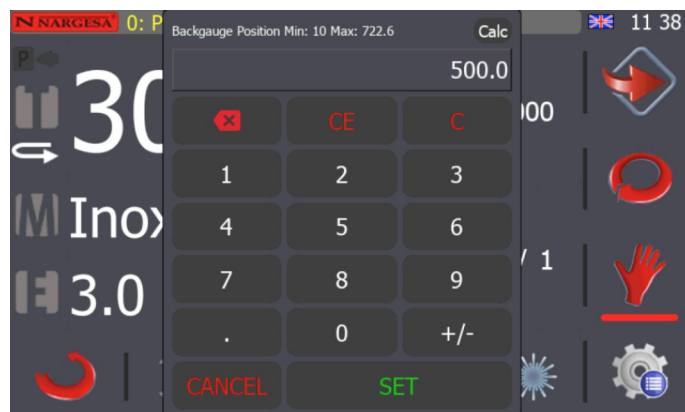 NARGESA 0: P
Backgauge Position Min: 10 Max: 722.6
Calc
11 38
500.0
P
30
00
CE
C
1
2
3
Inox
4
5
6
7
8
9
/ 1
3.0
.
0
+/-
CANCEL
SET